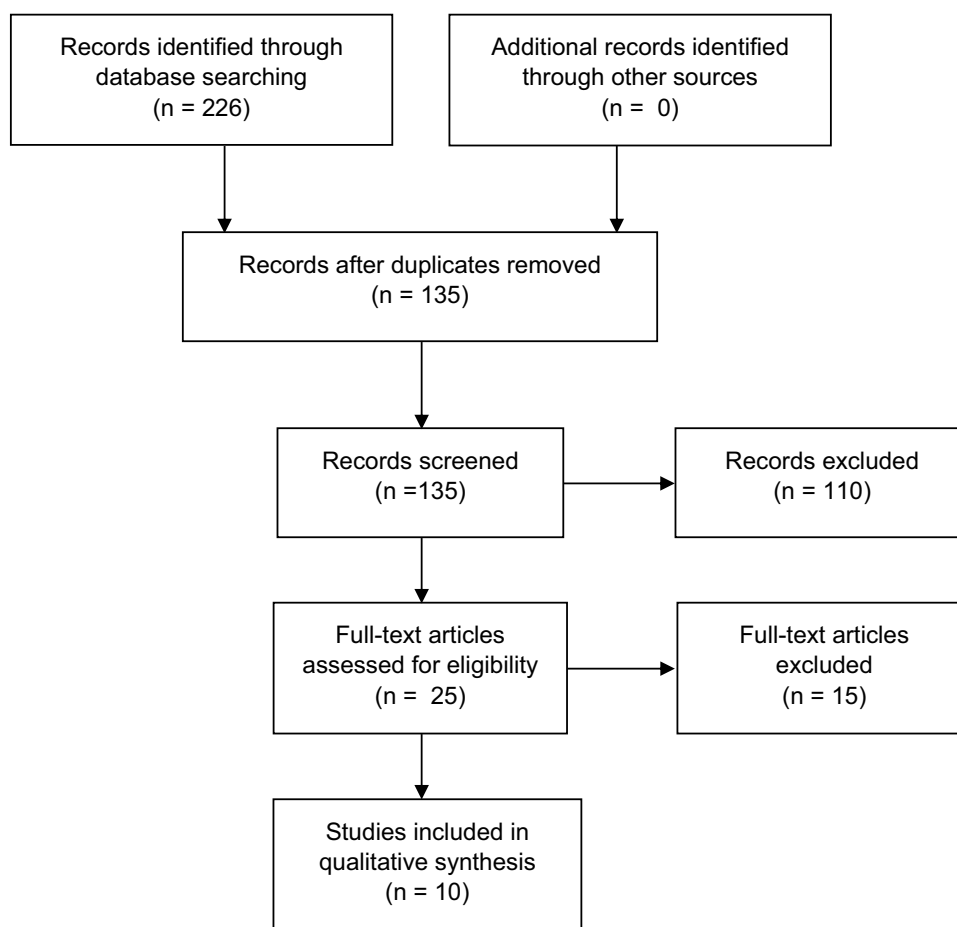 Records identified through
database searching
(n = 226)
Additional records identified
through other sources
(n = 0)
Records after duplicates removed
(n = 135)
Records screened
(n =135)
Records excluded
(n = 110)
Full-text articles
assessed for eligibility
(n = 25)
Full-text articles
excluded
(n = 15)
Studies included in
qualitative synthesis
(n = 10)